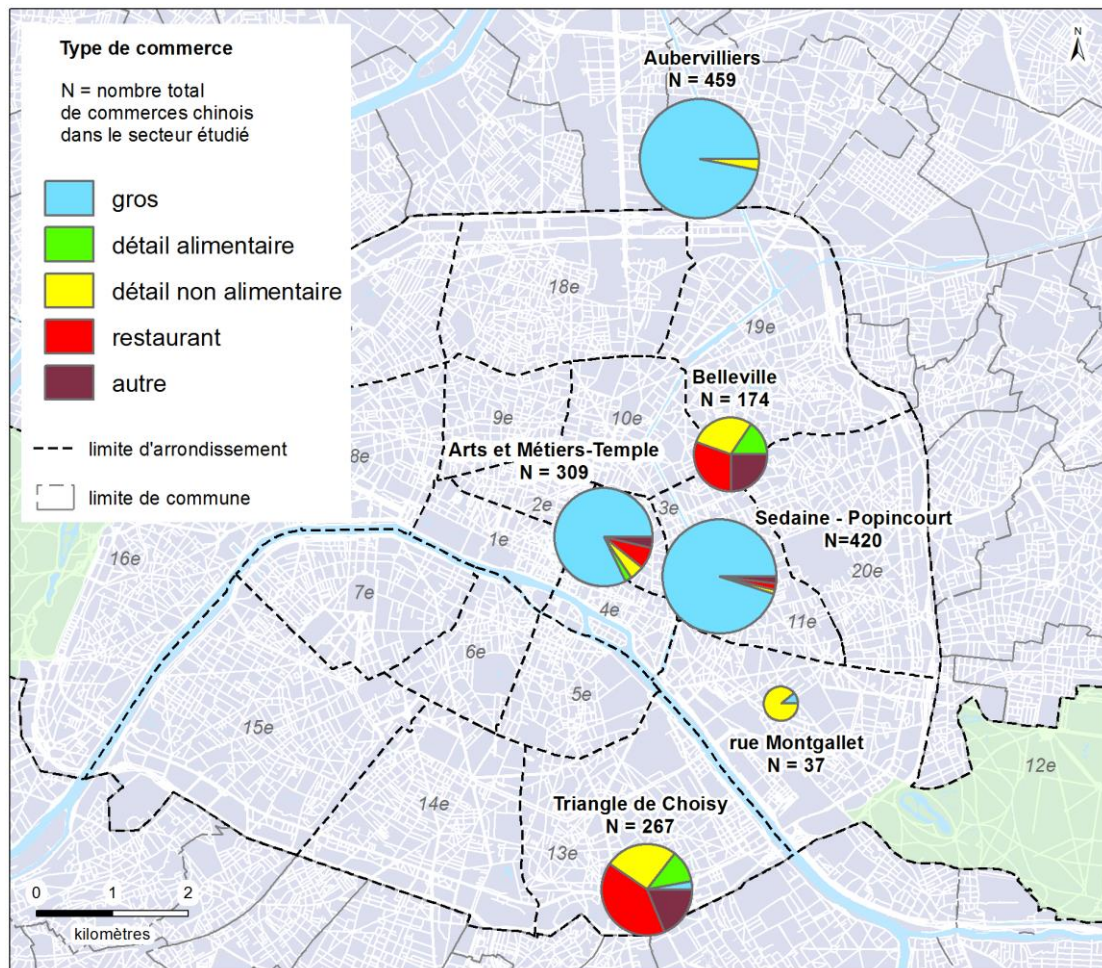 Type de commerce
N = nombre total
de commerces chinois
dans le secteur étudié
gros
détail alimentaire
détail non alimentaire
restaurant
autre
limite d'arrondissement
limite de commune
N
Aubervilliers
N = 459
18e
19e
Belleville
N = 174
9e
10e
8e
Arts et Métiers-Temple
N = 309
2e
3e
Sedaine - Popincourt
N=420
1e
16e
20e
7e
4e
11e
6e
5e
15e
rue Montgallet
N = 37
12e
14e
Triangle de Choisy
N = 267
13e
0 1 2
kilomètres